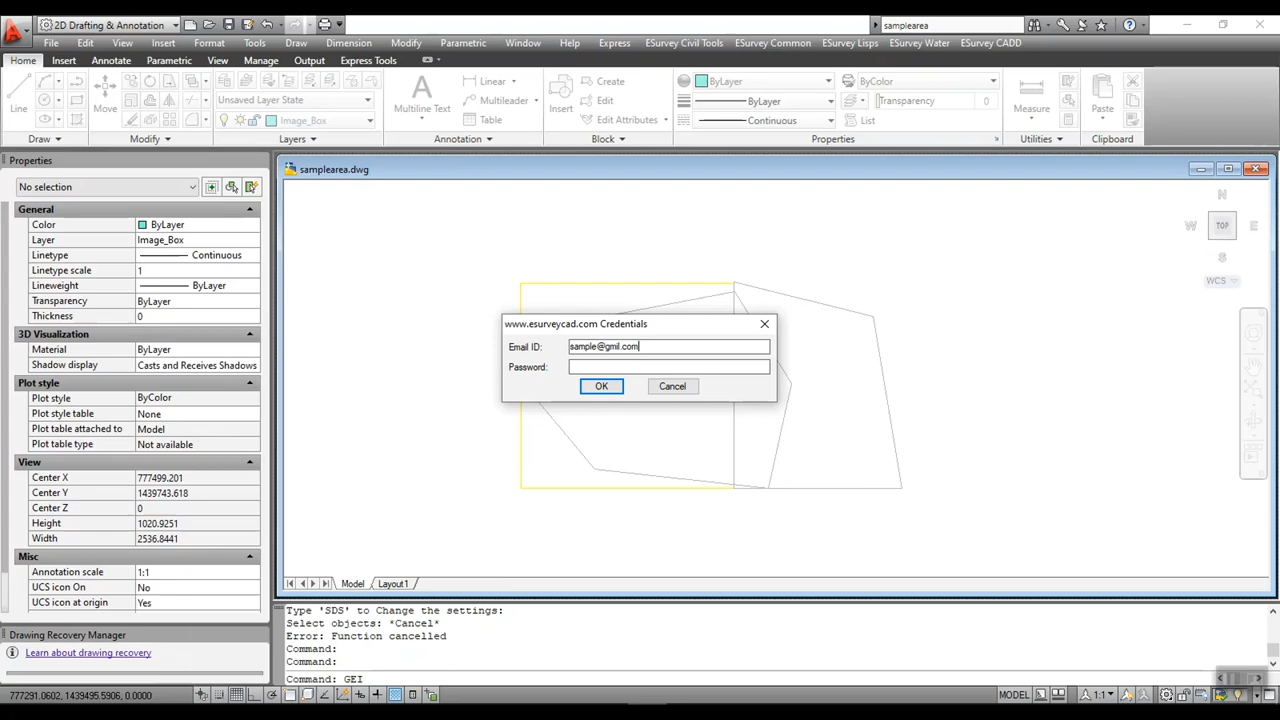 2D Drafting & Annotation
samplearea
File Edit View Insert Format Tools Draw Dimension Modify Parametric Window Help Express ESurvey Civil Tools ESurvey Common ESurvey Lisps ESurvey Water ESurvey CADD
Home Insert Annotate Parametric View Manage Output Express Tools
Line
Move
Unsaved Layer State
Image_Box
Multiline Text
Linear
Multileader
Table
Insert
Create
Edit
Edit Attributes
ByLayer
ByLayer
Continuous
ByColor
Transparency 0
List
Measure
Paste
Draw Modify Layers Annotation Block Properties Utilities Clipboard
Properties
No selection
General
Color ByLayer
Layer Image_Box
Linetype Continuous
Linetype scale 1
Lineweight ByLayer
Transparency ByLayer
Thickness 0
3D Visualization
Material ByLayer
Shadow display Casts and Receives Shadows
Plot style
Plot style ByColor
Plot style table None
Plot table attached to Model
Plot table type Not available
View
Center X 777499.201
Center Y 1439743.618
Center Z 0
Height 1020.9251
Width 2536.8441
Misc
Annotation scale 1:1
UCS icon On No
UCS icon at origin Yes
Drawing Recovery Manager
Learn about drawing recovery
samplearea.dwg
N
W TOP E
S
WCS
www.esurveycad.com Credentials
Email ID: sample@gmil.com
Password:
OK Cancel
Model Layout1
Type 'SDS' to Change the settings:
Select objects: *Cancel*
Error: Function cancelled
Command:
Command:
Command: GEI
777291.0602, 1439495.5906, 0.0000
MODEL
1:1